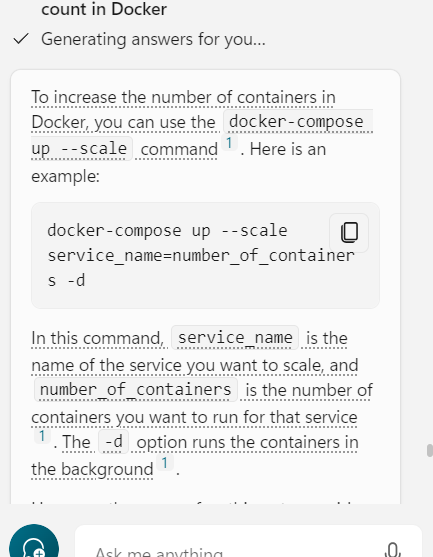 count in Docker
Generating answers for you...
To increase the number of containers in
Docker, you can use the docker-compose
up --scale command 1 . Here is an
example:
docker-compose up --scale
service_name=number_of_container
s -d
In this command, service_name is the
name of the service you want to scale, and
number_of_containers is the number of
containers you want to run for that service
1 . The -d option runs the containers in
the background 1 .
Ask me anything